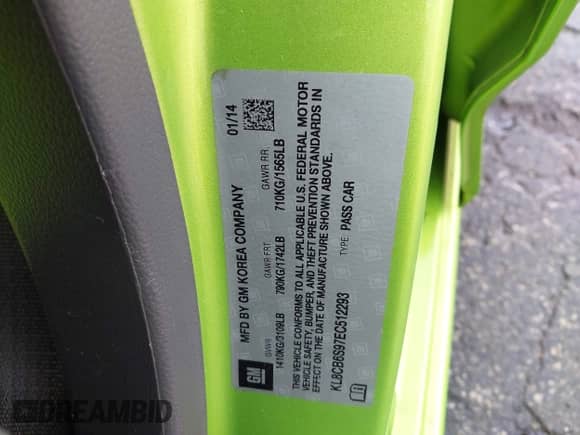 MFD BY GM KOREA COMPANY 01/14
GVWR GAWR FRT GAWR RR
1410KG/3109LB 790KG/1742LB 710KG/1565LB
THIS VEHICLE CONFORMS TO ALL APPLICABLE U.S. FEDERAL MOTOR
VEHICLE SAFETY, BUMPER, AND THEFT PREVENTION STANDARDS IN
EFFECT ON THE DATE OF MANUFACTURE SHOWN ABOVE.
KL8CB6S97EC512293 TYPE: PASS CAR
GM
DREAMBID